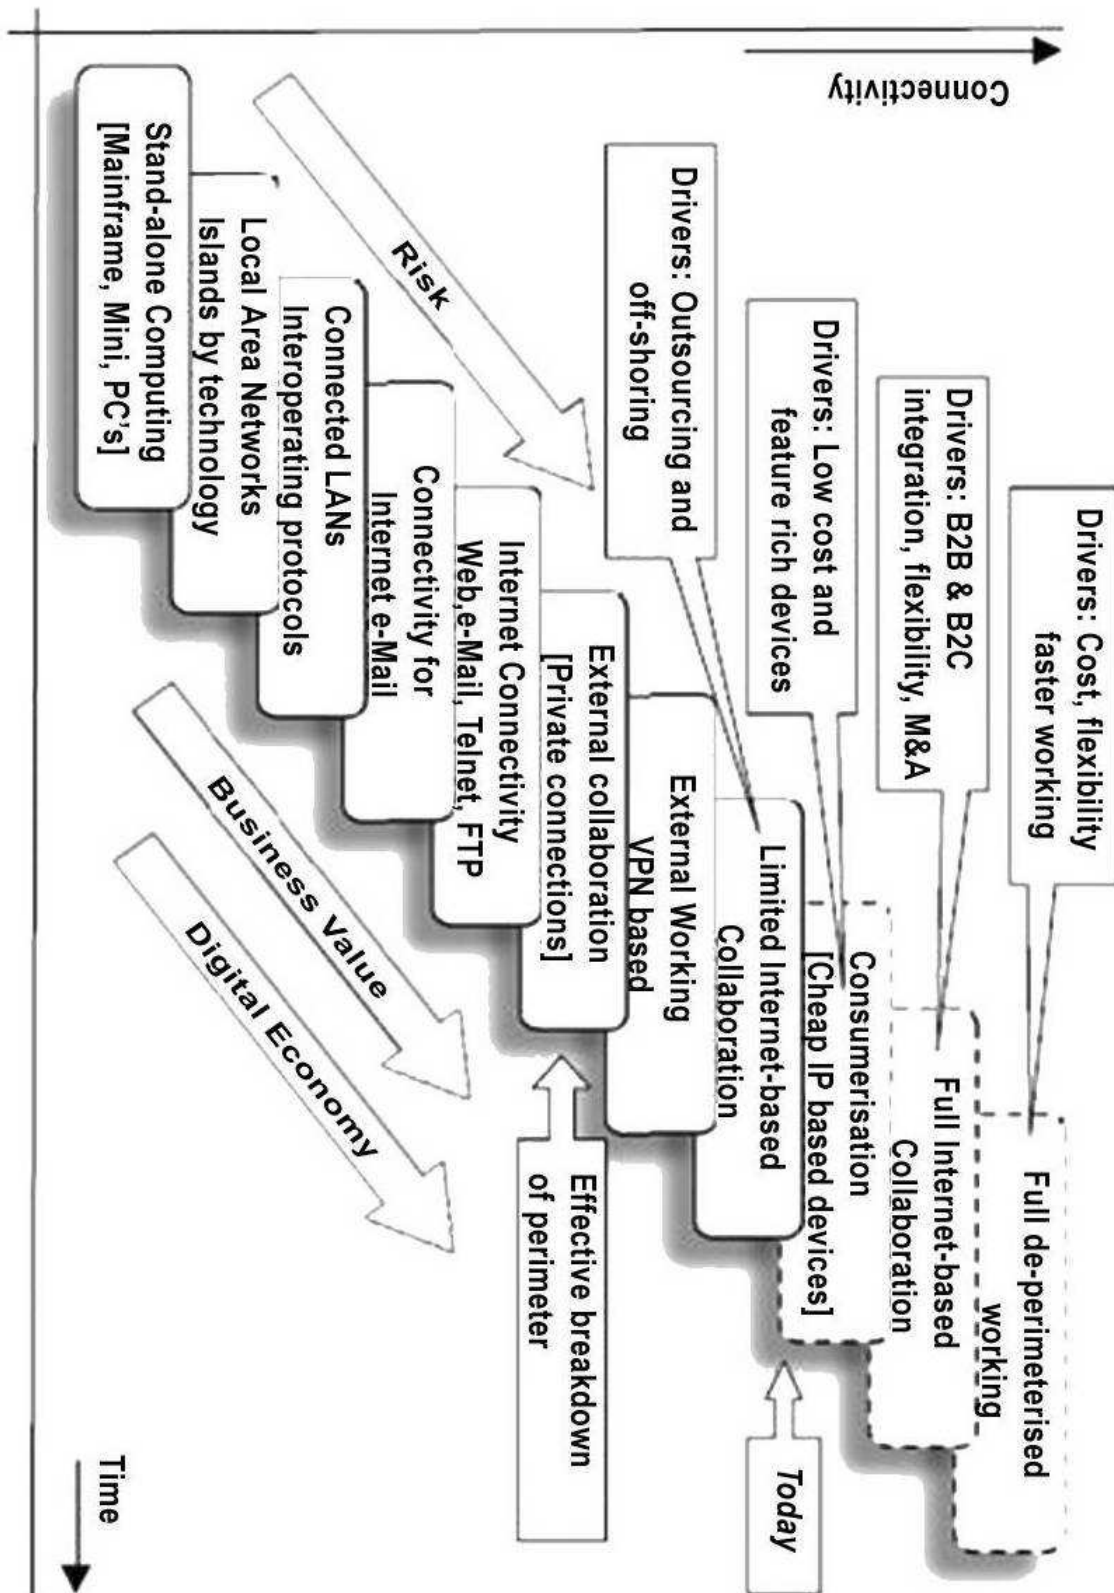 Connectivity
Drivers: Cost, flexibility
faster working
Drivers: B2B & B2C
integration, flexibility, M&A
Drivers: Low cost and
feature rich devices
Drivers: Outsourcing and
off-shoring
Risk
Full de-perimeterised
working
Full Internet-based
Collaboration
Consumerisation
[Cheap IP based devices]
Limited Internet-based
Collaboration
External Working
VPN based
External collaboration
[Private connections]
Internet Connectivity
Web,e-Mail, Telnet, FTP
Connectivity for
Internet e-Mail
Connected LANs
Interoperating protocols
Local Area Networks
Islands by technology
Stand-alone Computing
[Mainframe, Mini, PC's]
Today
Effective breakdown
of perimeter
Business Value
Digital Economy
Time